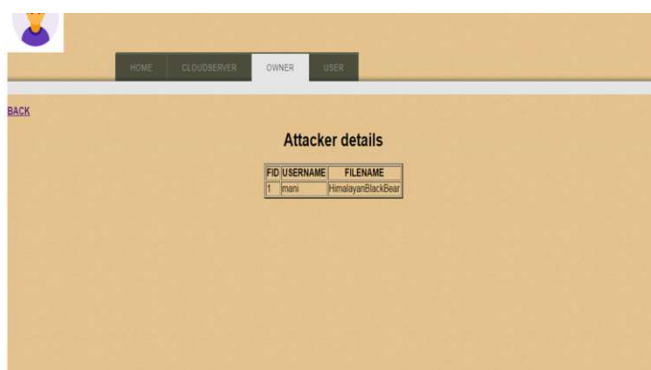 HOME CLOUDSERVER OWNER USER
BACK
Attacker details
FID USERNAME FILENAME
1 mani HimalayanBlackBear